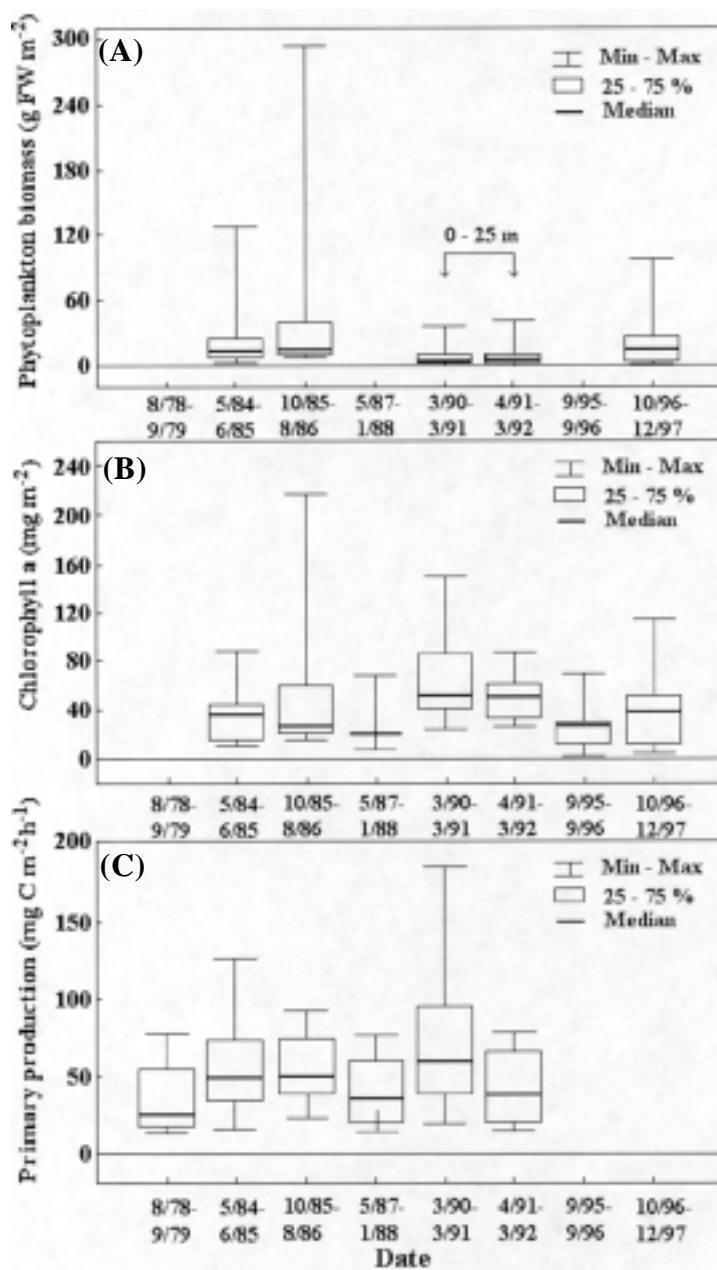 (A)
Phytoplankton biomass (g FW m⁻²)
300
240
180
120
60
0
Min - Max
25 - 75 %
Median
0 - 25 m
8/78- 5/84- 10/85- 5/87- 3/90- 4/91- 9/95- 10/96-
9/79 6/85 8/86 1/88 3/91 3/92 9/96 12/97
(B)
Chlorophyll a (mg m⁻²)
240
200
160
120
80
40
0
Min - Max
25 - 75 %
Median
8/78- 5/84- 10/85- 5/87- 3/90- 4/91- 9/95- 10/96-
9/79 6/85 8/86 1/88 3/91 3/92 9/96 12/97
(C)
Primary production (mg C m⁻²h⁻¹)
200
150
100
50
0
Min - Max
25 - 75 %
Median
8/78- 5/84- 10/85- 5/87- 3/90- 4/91- 9/95- 10/96-
9/79 6/85 8/86 1/88 3/91 3/92 9/96 12/97
Date